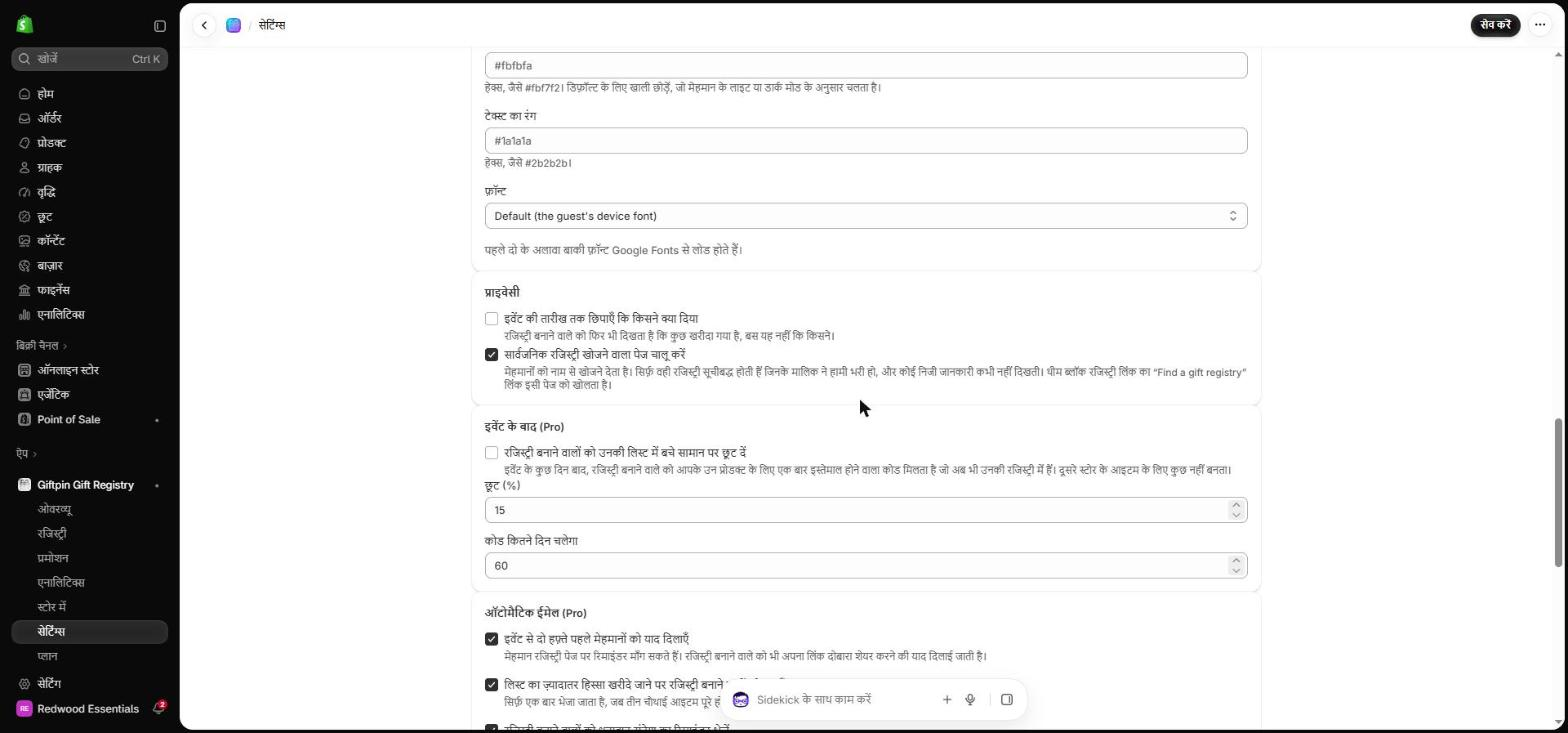 सेटिंग्स
सेव करें
खोजें
Ctrl K
होम
ऑर्डर
प्रोडक्ट
ग्राहक
वृद्धि
छूट
कॉन्टेंट
बाज़ार
फाइनेंस
एनालिटिक्स
बिक्री चैनल
ऑनलाइन स्टोर
एजेंटिक
Point of Sale
ऐप
Giftpin Gift Registry
ओवरव्यू
रजिस्ट्री
प्रमोशन
एनालिटिक्स
स्टोर में
सेटिंग्स
प्लान
सेटिंग
RE
Redwood Essentials
2
#fbfbfa
हेक्स, जैसे #fbf7f2। डिफ़ॉल्ट के लिए खाली छोड़ें, जो मेहमान के लाइट या डार्क मोड के अनुसार चलता है।
टेक्स्ट का रंग
#1a1a1a
हेक्स, जैसे #2b2b2b।
फ़ॉन्ट
Default (the guest's device font)
पहले दो के अलावा बाकी फ़ॉन्ट Google Fonts से लोड होते हैं।
प्राइवेसी
इवेंट की तारीख तक छिपाएँ कि किसने क्या दिया
रजिस्ट्री बनाने वाले को फिर भी दिखता है कि कुछ खरीदा गया है, बस यह नहीं कि किसने।
सार्वजनिक रजिस्ट्री खोजने वाला पेज चालू करें
मेहमानों को नाम से खोजने देता है। सिर्फ़ वही रजिस्ट्री सूचीबद्ध होती हैं जिनके मालिक ने हामी भरी हो, और कोई निजी जानकारी कभी नहीं दिखती। थीम ब्लॉक रजिस्ट्री लिंक का “Find a gift registry”
लिंक इसी पेज को खोलता है।
इवेंट के बाद (Pro)
रजिस्ट्री बनाने वालों को उनकी लिस्ट में बचे सामान पर छूट दें
इवेंट के कुछ दिन बाद, रजिस्ट्री बनाने वाले को आपके उन प्रोडक्ट के लिए एक बार इस्तेमाल होने वाला कोड मिलता है जो अब भी उनकी रजिस्ट्री में हैं। दूसरे स्टोर के आइटम के लिए कुछ नहीं बनता।
छूट (%)
15
कोड कितने दिन चलेगा
60
ऑटोमैटिक ईमेल (Pro)
इवेंट से दो हफ़्ते पहले मेहमानों को याद दिलाएँ
मेहमान रजिस्ट्री पेज पर रिमाइंडर माँग सकते हैं। रजिस्ट्री बनाने वाले को भी अपना लिंक दोबारा शेयर करने की याद दिलाई जाती है।
लिस्ट का ज़्यादातर हिस्सा खरीदे जाने पर रजिस्ट्री बनाने
सिर्फ़ एक बार भेजा जाता है, जब तीन चौथाई आइटम पूरे
Sidekick के साथ काम करें